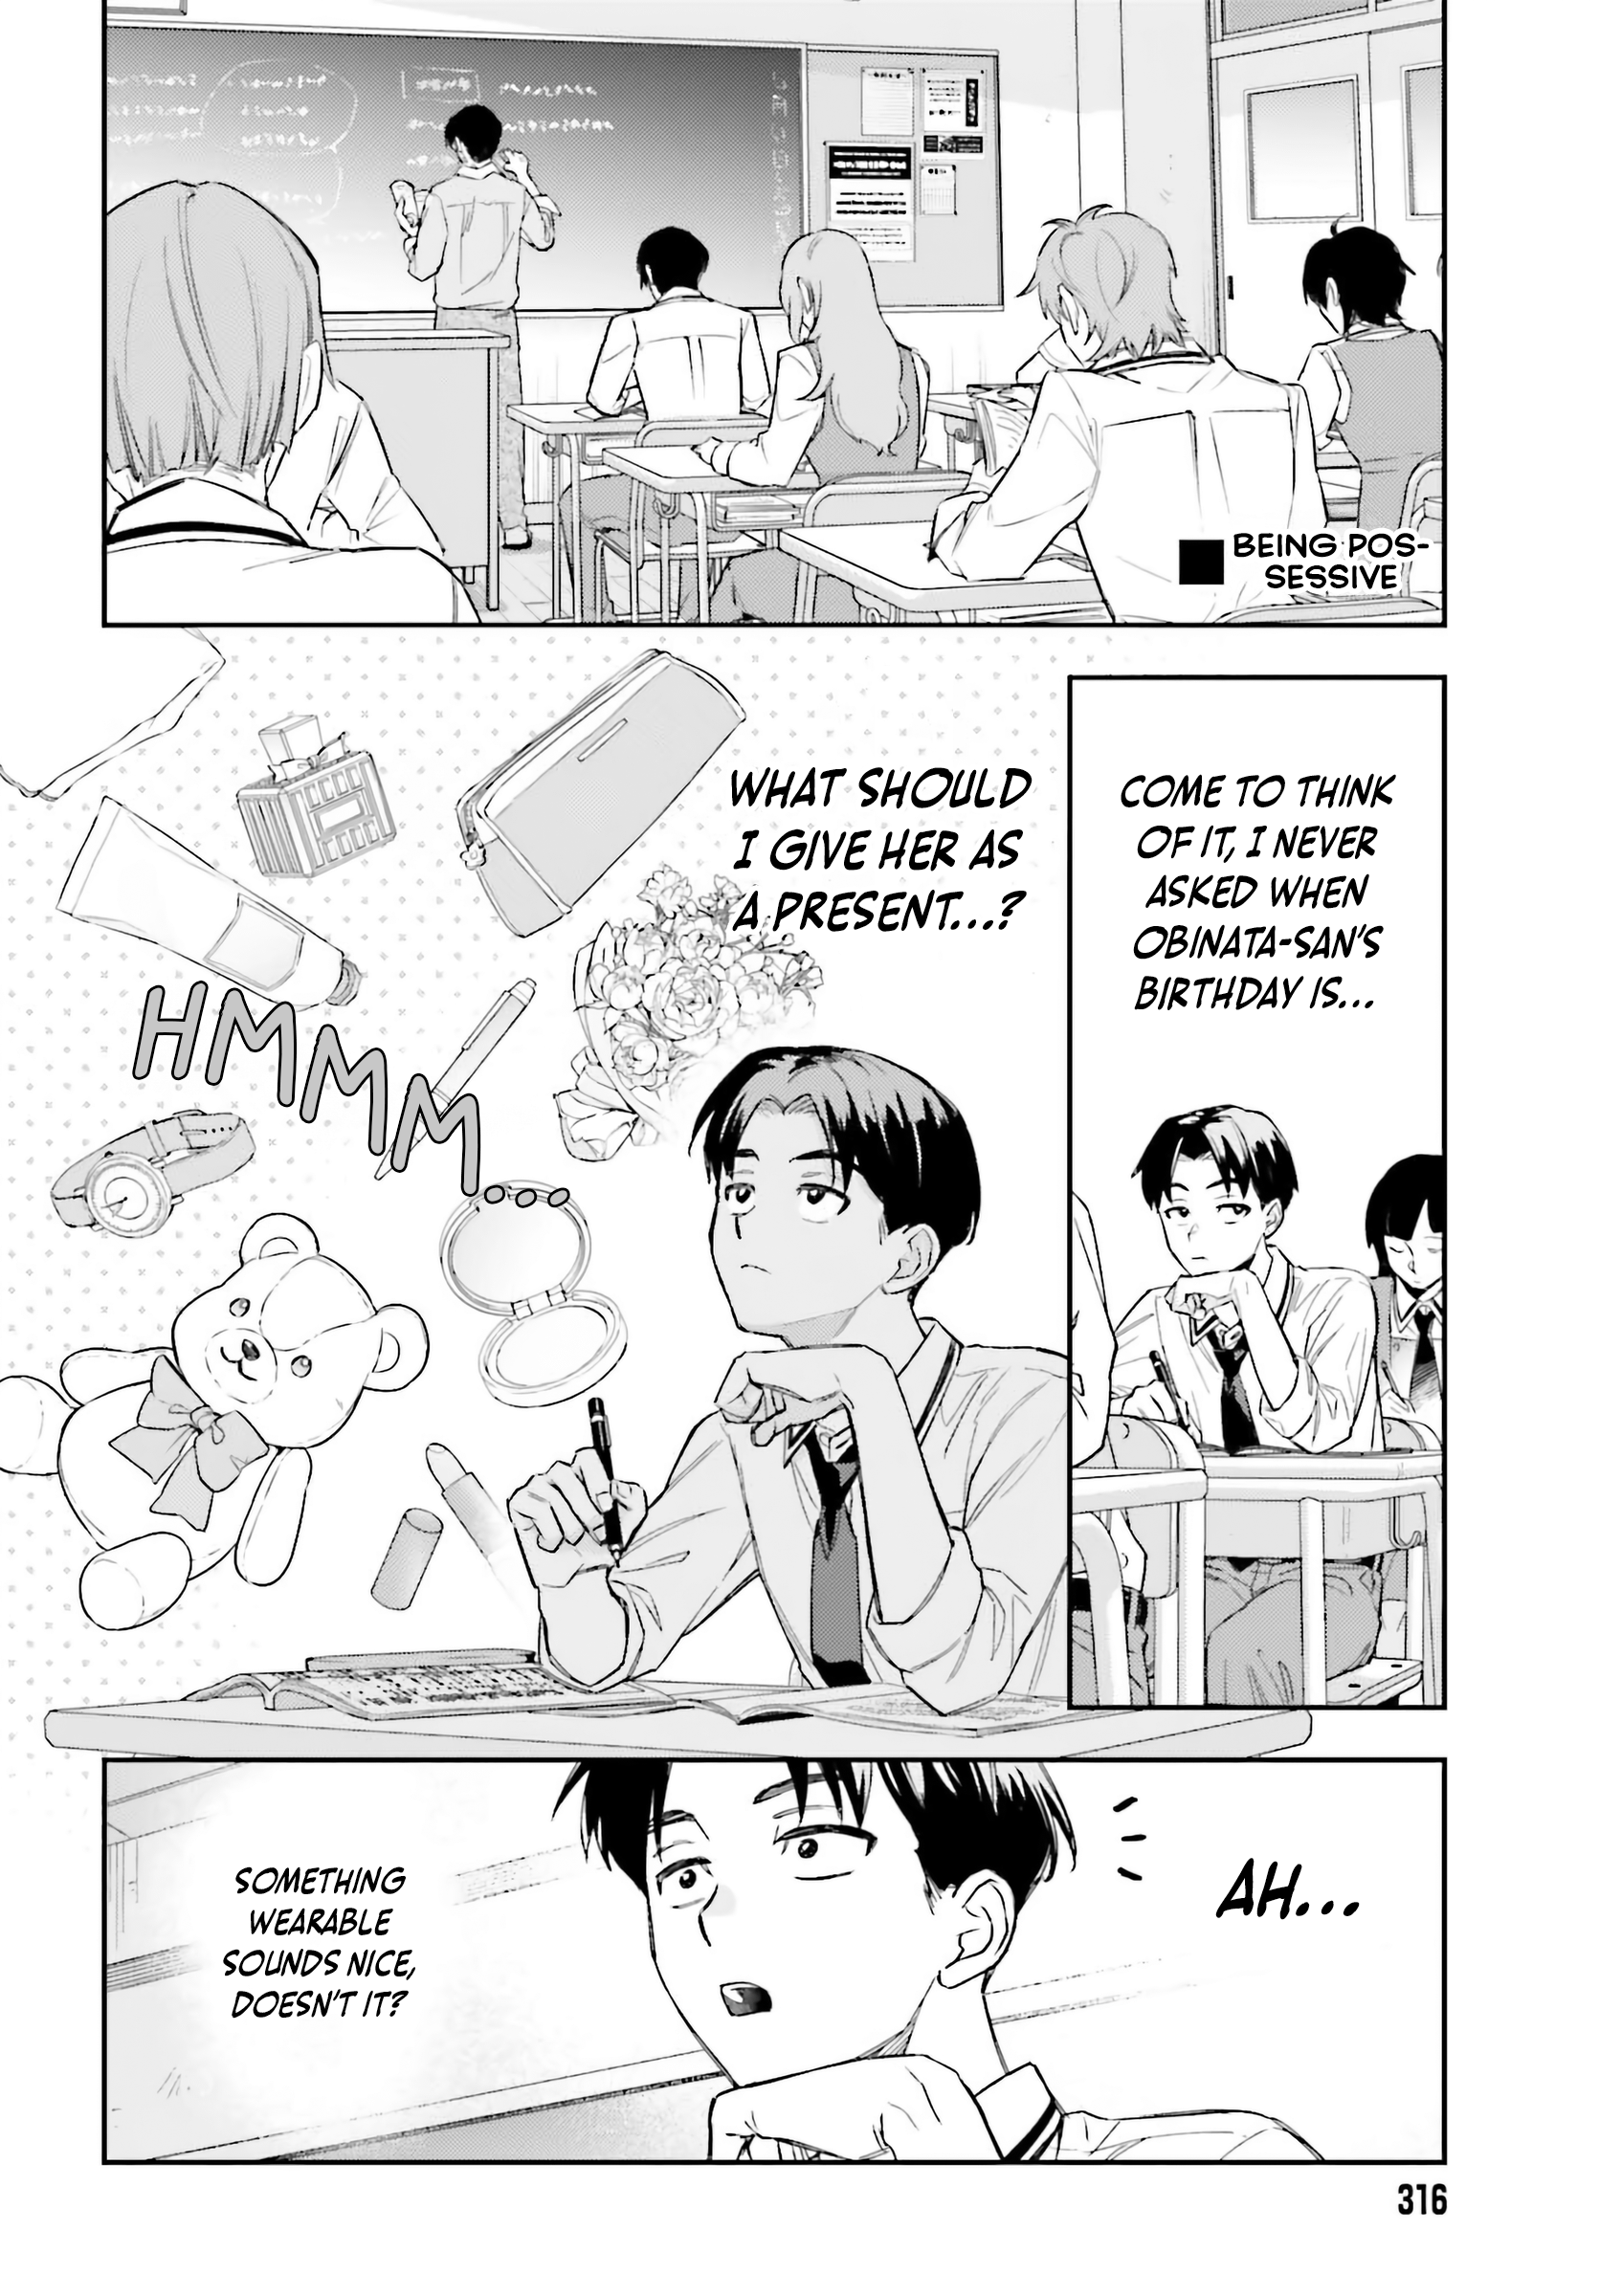 BEING POS-
SESSIVE
COME TO THINK
OF IT, I NEVER
ASKED WHEN
OBINATA-SAN'S
BIRTHDAY IS...
WHAT SHOULD
I GIVE HER AS
A PRESENT...?
HMMM...
AH...
SOMETHING
WEARABLE
SOUNDS NICE,
DOESN'T IT?
316